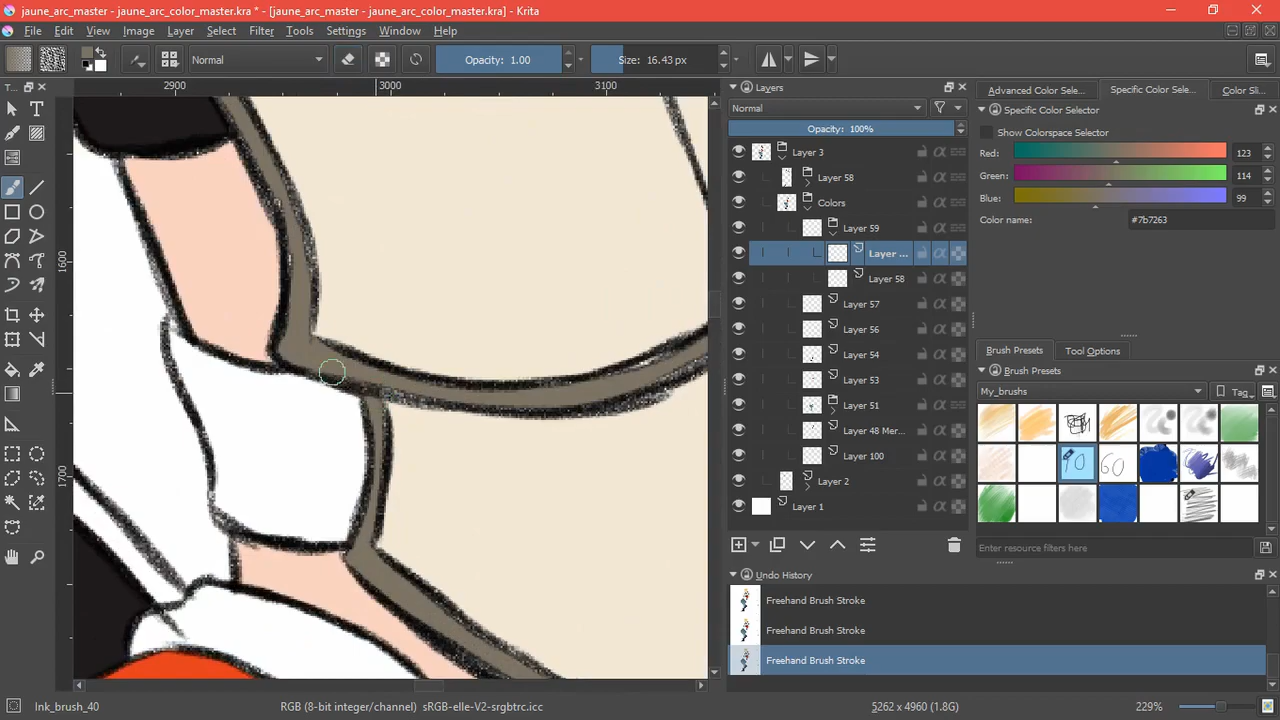 jaune_arc_master - jaune_arc_color_master.kra * - [jaune_arc_master - jaune_arc_color_master.kra] - Krita
File Edit View Image Layer Select Filter Tools Settings Window Help
Normal Opacity: 1.00 Size: 16.43 px
T...
2900 3000 3100
1600
1700
Layers
Normal
Opacity: 100%
Layer 3
Layer 58
Colors
Layer 59
Layer ...
Layer 58
Layer 57
Layer 56
Layer 54
Layer 53
Layer 51
Layer 48 Mer...
Layer 100
Layer 2
Layer 1
Advanced Color Sele... Specific Color Sele... Color Sli...
Specific Color Selector
Show Colorspace Selector
Red: 123
Green: 114
Blue: 99
Color name: #7b7263
Brush Presets Tool Options
Brush Presets
My_brushes Tag
10 60
Enter resource filters here
Undo History
Freehand Brush Stroke
Freehand Brush Stroke
Freehand Brush Stroke
Ink_brush_40 RGB (8-bit integer/channel) sRGB-elle-V2-srgbtrc.icc 5262 x 4960 (1.8G) 229%